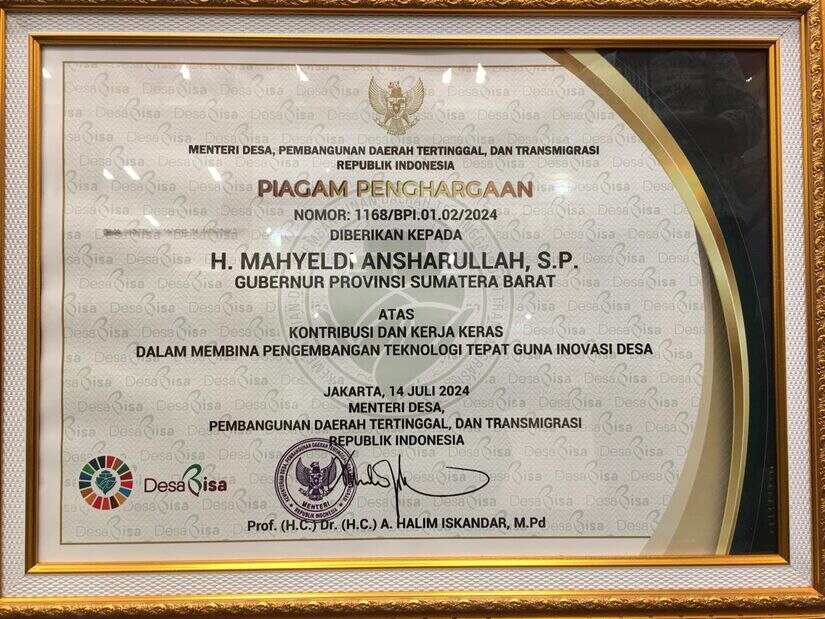 MENTERI DESA, PEMBANGUNAN DAERAH TERTINGGAL, DAN TRANSMIGRASI
REPUBLIK INDONESIA
PIAGAM PENGHARGAAN
NOMOR: 1168/BPI.01.02/2024
DIBERIKAN KEPADA
H. MAHYELDI ANSHARULLAH, S.P.
GUBERNUR PROVINSI SUMATERA BARAT
ATAS
KONTRIBUSI DAN KERJA KERAS
DALAM MEMBINA PENGEMBANGAN TEKNOLOGI TEPAT GUNA INOVASI DESA
JAKARTA, 14 JULI 2024
MENTERI DESA,
PEMBANGUNAN DAERAH TERTINGGAL, DAN TRANSMIGRASI
REPUBLIK INDONESIA
DesaBisa
MENTERI
REPUBLIK INDONESIA
Prof. (H.C.) Dr. (H.C.) A. HALIM ISKANDAR, M.Pd